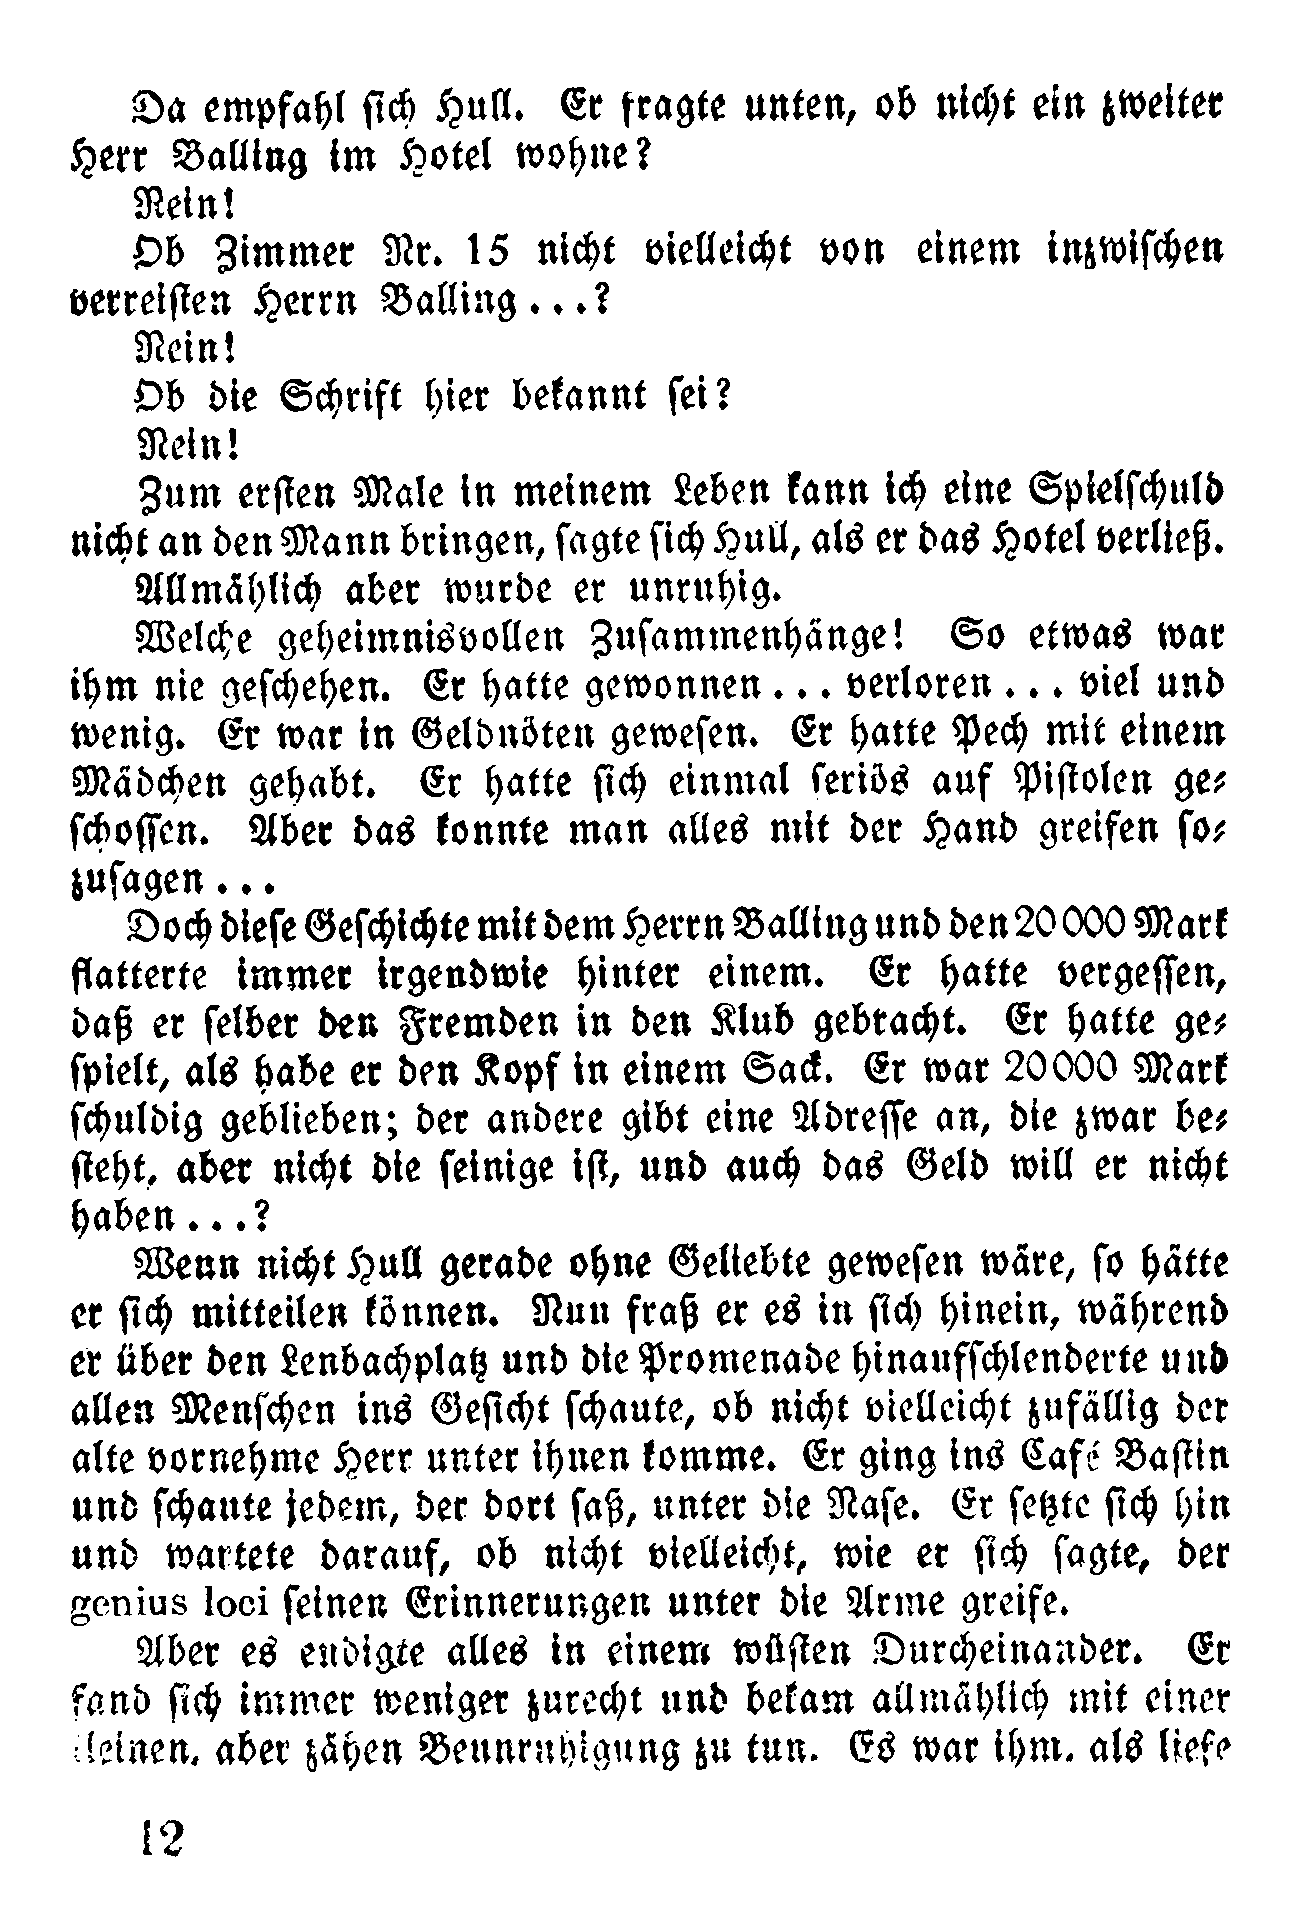 Da empfahl ſich Hull. Er fragte unten, ob nicht ein zweiter
Herr Balling im Hotel wohne?
Nein!
Ob Zimmer Nr. 15 nicht vielleicht von einem inzwiſchen
verreiſten Herrn Balling . . .?
Nein!
Ob die Schrift hier bekannt ſei?
Nein!
Zum erſten Male in meinem Leben kann ich eine Spielſchuld
nicht an den Mann bringen, ſagte ſich Hull, als er das Hotel verließ.
Allmählich aber wurde er unruhig.
Welche geheimnisvollen Zuſammenhänge! So etwas war
ihm nie geſchehen. Er hatte gewonnen . . . verloren . . . viel und
wenig. Er war in Geldnöten geweſen. Er hatte Pech mit einem
Mädchen gehabt. Er hatte ſich einmal ſeriös auf Piſtolen ge⸗
ſchoſſen. Aber das konnte man alles mit der Hand greifen ſo⸗
zuſagen . . .
Doch dieſe Geſchichte mit dem Herrn Balling und den 20 000 Mark
flatterte immer irgendwie hinter einem. Er hatte vergeſſen,
daß er ſelber den Fremden in den Klub gebracht. Er hatte ge⸗
ſpielt, als habe er den Kopf in einem Sack. Er war 20 000 Mark
ſchuldig geblieben; der andere gibt eine Adreſſe an, die zwar be⸗
ſteht, aber nicht die ſeinige iſt, und auch das Geld will er nicht
haben . . .?
Wenn nicht Hull gerade ohne Geliebte geweſen wäre, ſo hätte
er ſich mitteilen können. Nun fraß er es in ſich hinein, während
er über den Lenbachplatz und die Promenade hinaufſchlenderte und
allen Menſchen ins Geſicht ſchaute, ob nicht vielleicht zufällig der
alte vornehme Herr unter ihnen komme. Er ging ins Café Baſtin
und ſchaute jedem, der dort ſaß, unter die Naſe. Er ſetzte ſich hin
und wartete darauf, ob nicht vielleicht, wie er ſich ſagte, der
genius loci ſeinen Erinnerungen unter die Arme greife.
Aber es endigte alles in einem wüſten Durcheinander. Er
fand ſich immer weniger zurecht und bekam allmählich mit einer
kleinen, aber zähen Beunruhigung zu tun. Es war ihm, als liefe
12